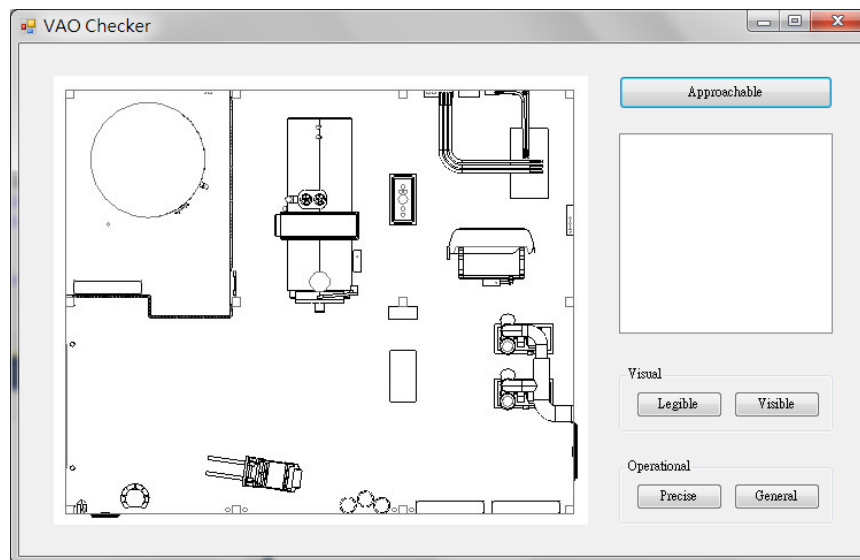 VAO Checker
Approachable
Visual
Legible
Visible
Operational
Precise
General